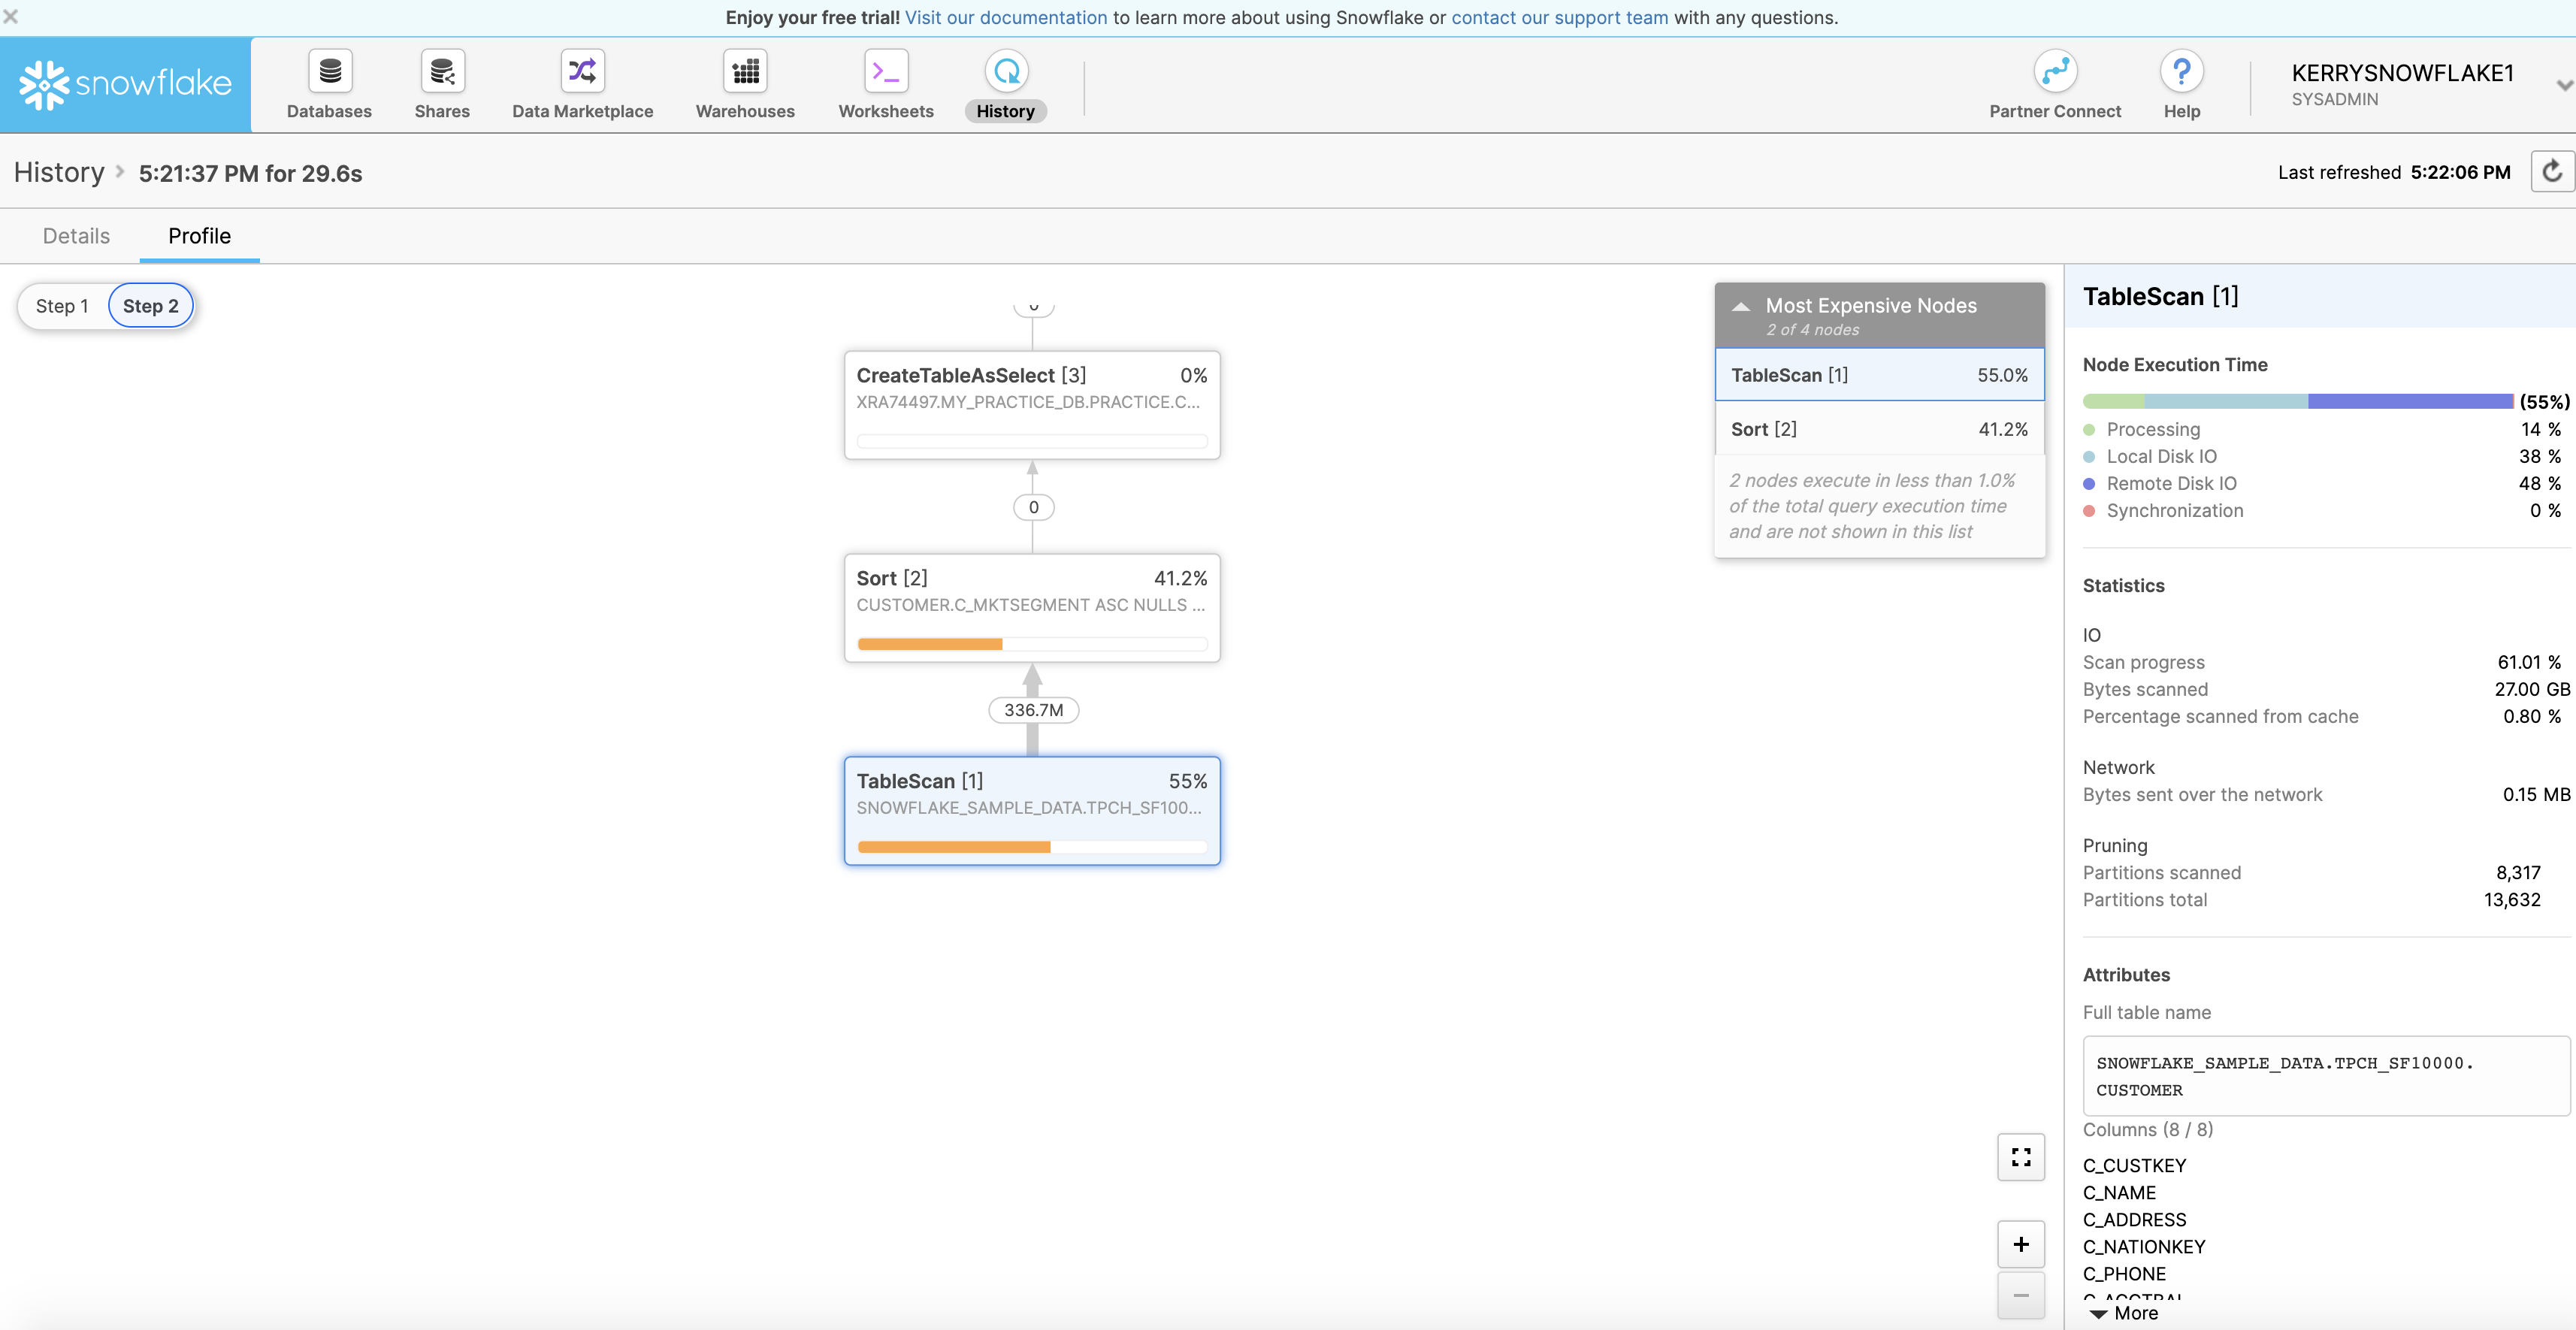 Enjoy your free trial! Visit our documentation to learn more about using Snowflake or contact our support team with any questions.
snowflake
Databases
Shares
Data Marketplace
Warehouses
Worksheets
History
Partner Connect
Help
KERRYSNOWFLAKE1
SYSADMIN
History 5:21:37 PM for 29.6s
Last refreshed 5:22:06 PM
Details
Profile
Step 1
Step 2
CreateTableAsSelect [3] 0%
XRA74497.MY_PRACTICE_DB.PRACTICE.C...
0
Sort [2] 41.2%
CUSTOMER.C_MKTSEGMENT ASC NULLS ...
336.7M
TableScan [1] 55%
SNOWFLAKE_SAMPLE_DATA.TPCH_SF100...
Most Expensive Nodes
2 of 4 nodes
TableScan [1] 55.0%
Sort [2] 41.2%
2 nodes execute in less than 1.0%
of the total query execution time
and are not shown in this list
TableScan [1]
Node Execution Time
(55%)
Processing 14 %
Local Disk IO 38 %
Remote Disk IO 48 %
Synchronization 0 %
Statistics
IO
Scan progress 61.01 %
Bytes scanned 27.00 GB
Percentage scanned from cache 0.80 %
Network
Bytes sent over the network 0.15 MB
Pruning
Partitions scanned 8,317
Partitions total 13,632
Attributes
Full table name
SNOWFLAKE_SAMPLE_DATA.TPCH_SF10000.
CUSTOMER
Columns (8 / 8)
C_CUSTKEY
C_NAME
C_ADDRESS
C_NATIONKEY
C_PHONE
More